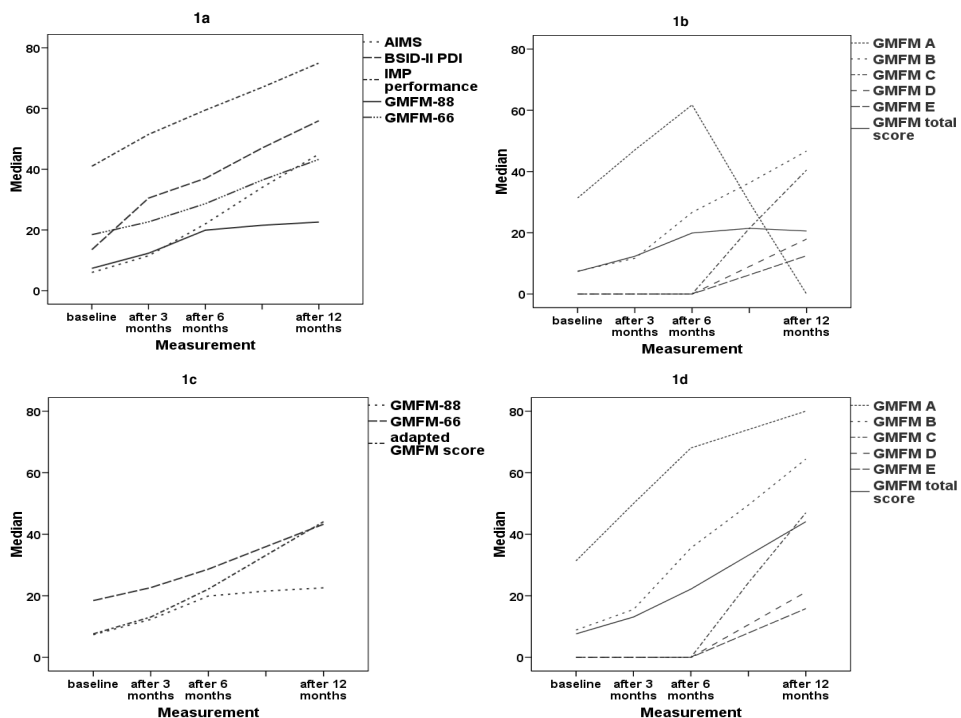 1a
80
60
40
20
0
Median
baseline
after 3
months
after 6
months
after 12
months
Measurement
AIMS
BSID-II PDI
IMP
performance
GMFM-88
GMFM-66
1b
80
60
40
20
0
Median
baseline
after 3
months
after 6
months
after 12
months
Measurement
GMFM A
GMFM B
GMFM C
GMFM D
GMFM E
GMFM total
score
1c
80
60
40
20
0
Median
baseline
after 3
months
after 6
months
after 12
months
Measurement
GMFM-88
GMFM-66
adapted
GMFM score
1d
80
60
40
20
0
Median
baseline
after 3
months
after 6
months
after 12
months
Measurement
GMFM A
GMFM B
GMFM C
GMFM D
GMFM E
GMFM total
score